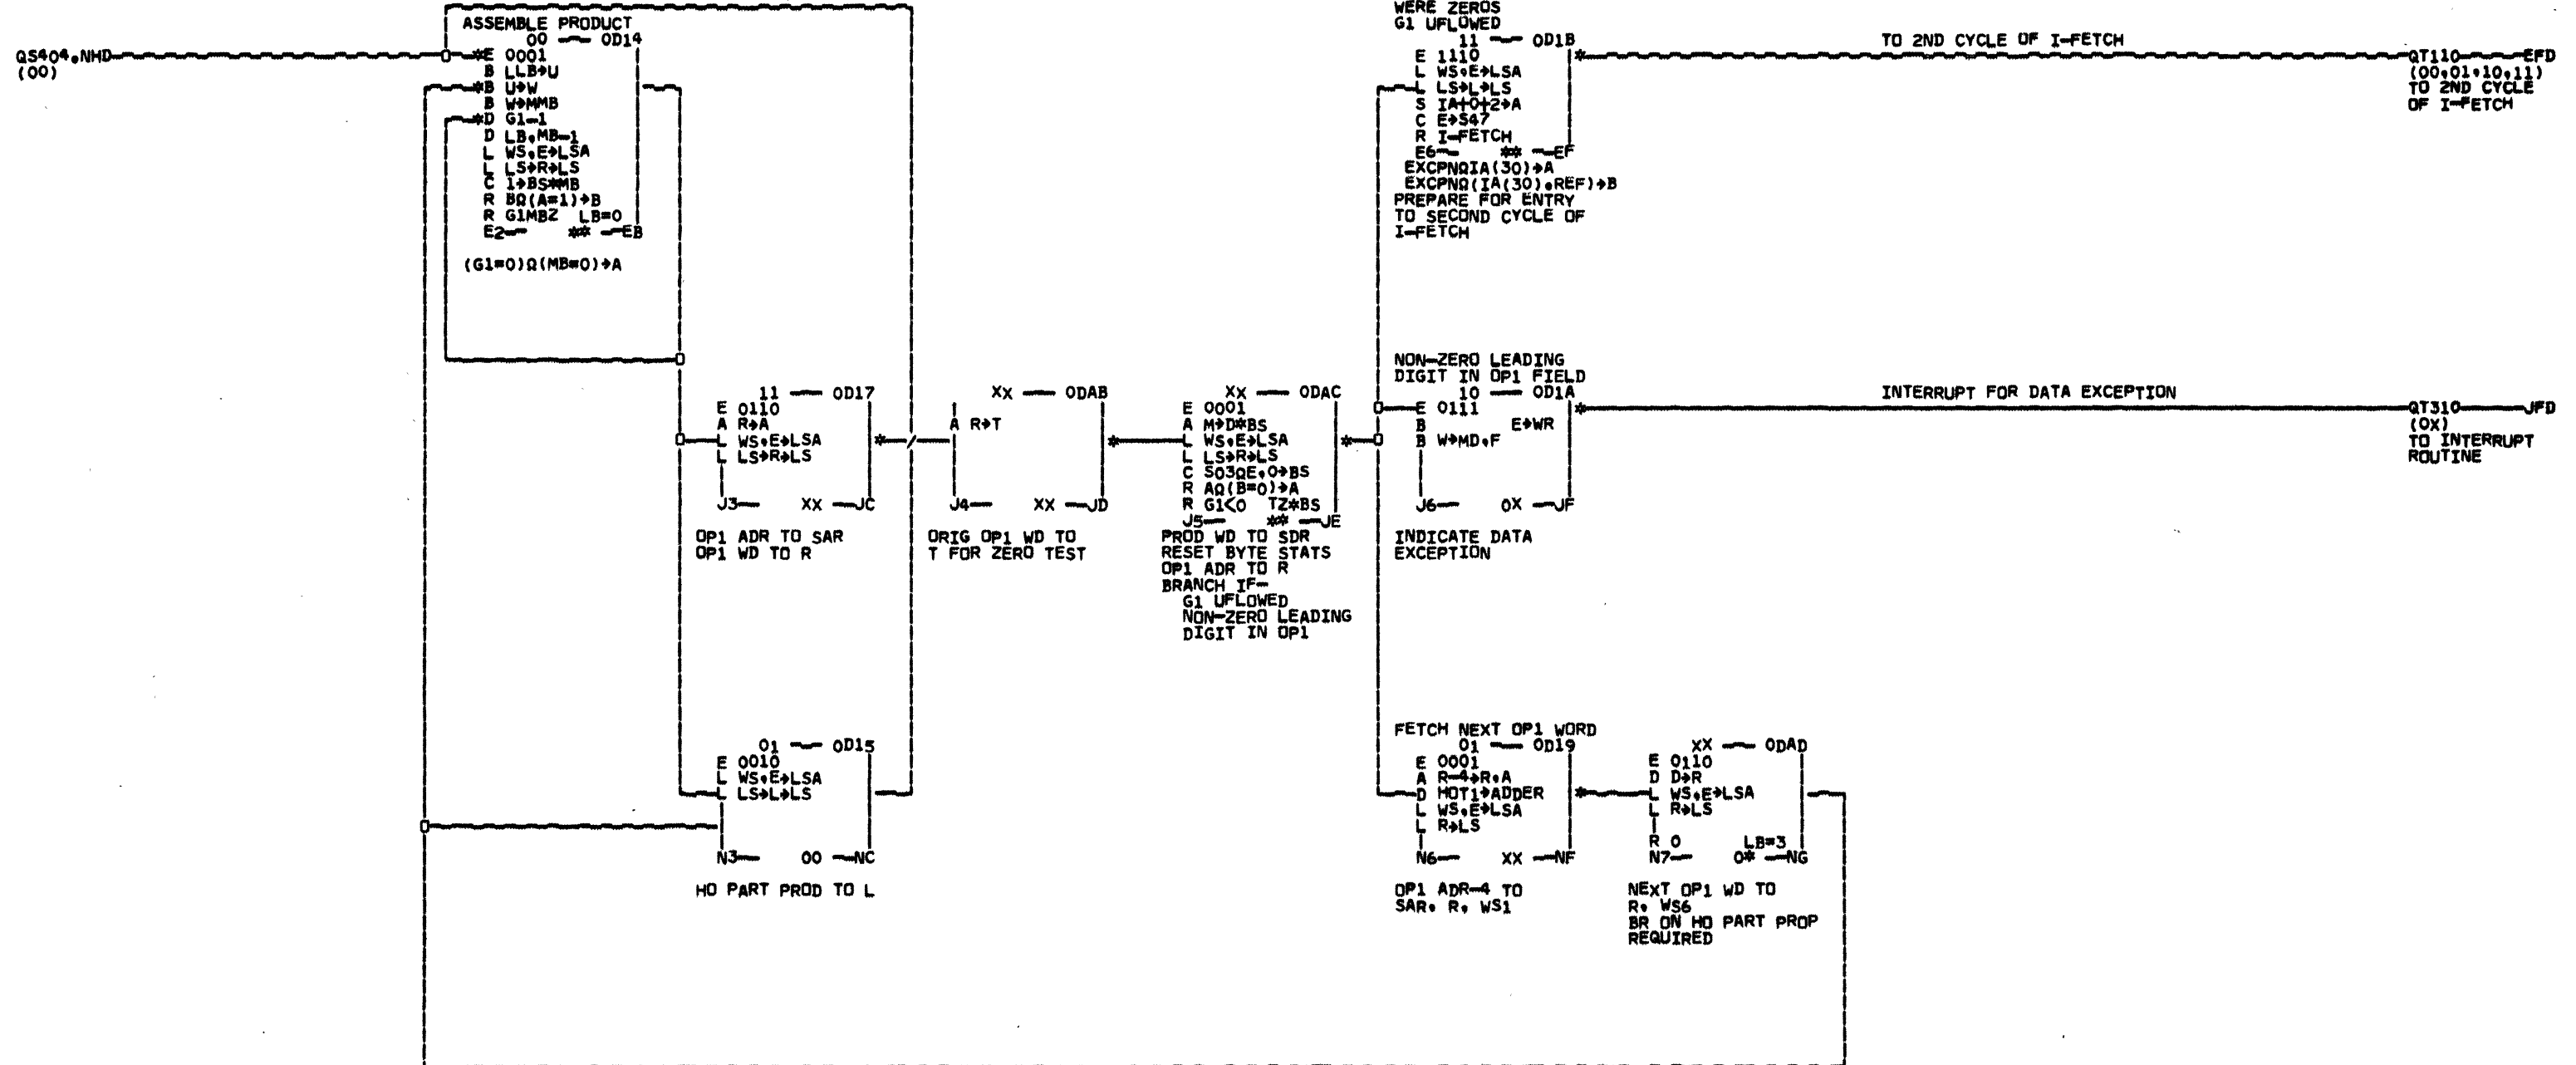 QS404.NHD
(00)
ASSEMBLE PRODUCT
00 — 0D14
*E 0001
B LLB→U
*B U→W
B W→MMB
*D G1-1
D LB,MB-1
L WS,E→LSA
L LS→R→LS
C 1→BS*MB
R BΩ(A=1)→B
R G1MBZ LB=0
E2— ** —EB
(G1=0)Ω(MB=0)→A
11 — 0D17
E 0110
A R→A
L WS,E→LSA
L LS→R→LS
J3— XX —JC
OP1 ADR TO SAR
OP1 WD TO R
01 — 0D15
E 0010
L WS,E→LSA
L LS→L→LS
N3— 00 —NC
HO PART PROD TO L
XX — 0DAB
A R→T
J4— XX —JD
ORIG OP1 WD TO
T FOR ZERO TEST
XX — 0DAC
E 0001
A M→D*BS
L WS,E→LSA
L LS→R→LS
C S03ΩE,0→BS
R AΩ(B=0)→A
R G1<0 TZ*BS
J5— ** —JE
PROD WD TO SDR
RESET BYTE STATS
OP1 ADR TO R
BRANCH IF-
G1 UFLOWED
NON-ZERO LEADING
DIGIT IN OP1
WERE ZEROS
G1 UFLOWED
11 — 0D1B
E 1110
L WS,E→LSA
L LS→L→LS
S IA+0+2→A
C E→S47
R I-FETCH
E6— ** —EF
EXCPNΩIA(30)→A
EXCPNΩ(IA(30).REF)→B
PREPARE FOR ENTRY
TO SECOND CYCLE OF
I-FETCH
TO 2ND CYCLE OF I-FETCH
QT110——EFD
(00,01,10,11)
TO 2ND CYCLE
OF I-FETCH
NON-ZERO LEADING
DIGIT IN OP1 FIELD
10 — 0D1A
E 0111
B E→WR
B W→MD,F
J6— 0X —JF
INDICATE DATA
EXCEPTION
INTERRUPT FOR DATA EXCEPTION
QT310——JFD
(0X)
TO INTERRUPT
ROUTINE
FETCH NEXT OP1 WORD
01 — 0D19
E 0001
A R-4→R,A
D HOT1→ADDER
L WS,E→LSA
L R→LS
N6— XX —NF
OP1 ADR-4 TO
SAR, R, WS1
XX — 0DAD
E 0110
D D→R
L WS,E→LSA
L R→LS
R 0 LB=3
N7— 0* —NG
NEXT OP1 WD TO
R, WS6
BR ON HO PART PROP
REQUIRED